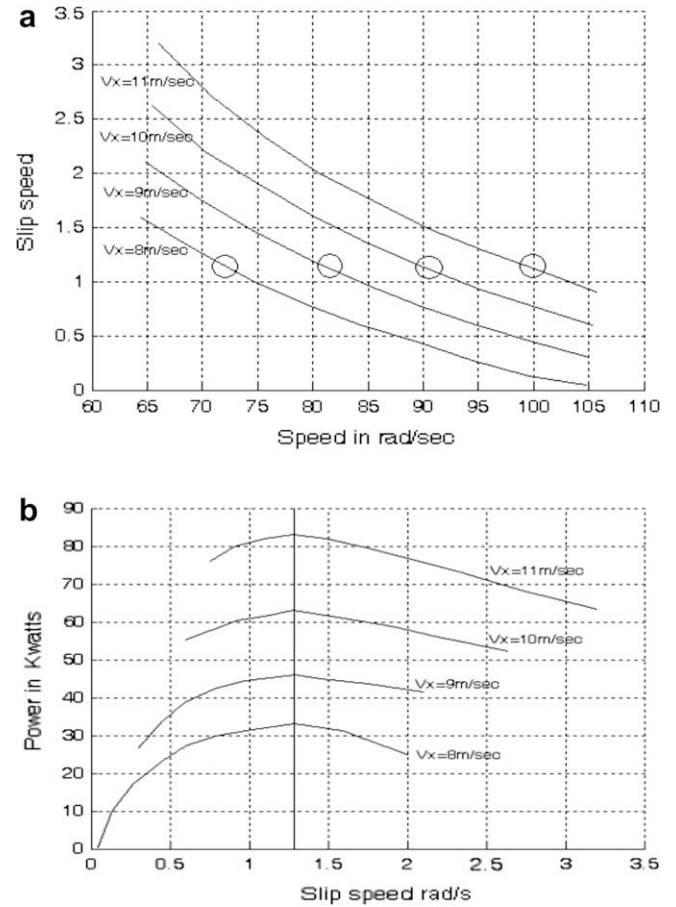 a
3.5
3
2.5
2
1.5
1
0.5
0
Slip speed
Vx=11m/sec
Vx=10m/sec
Vx=9m/sec
Vx=8m/sec
60 65 70 75 80 85 90 95 100 105 110
Speed in rad/sec
b
90
80
70
60
50
40
30
20
10
0
Power in Kwatts
Vx=11m/sec
Vx=10m/sec
Vx=9m/sec
Vx=8m/sec
0 0.5 1 1.5 2 2.5 3 3.5
Slip speed rad/s